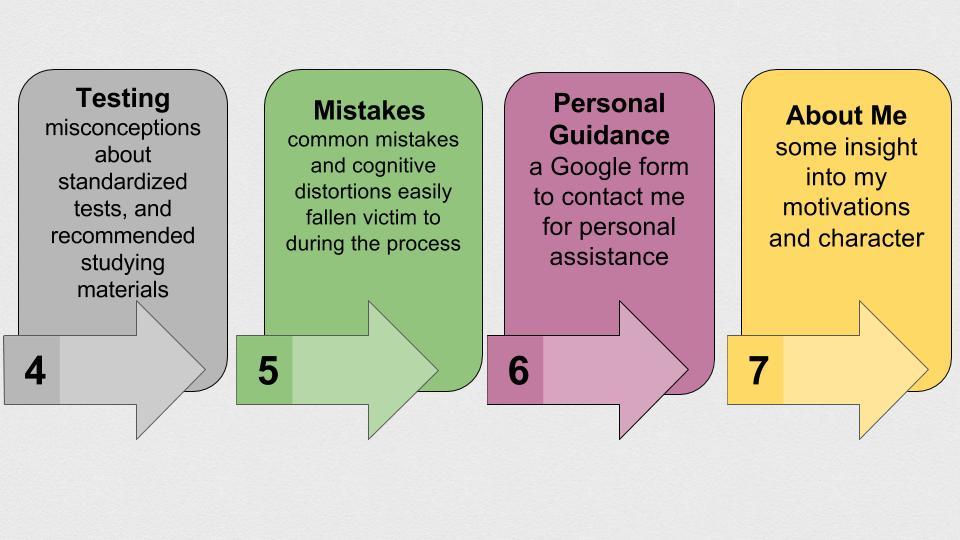 Testing
misconceptions
about
standardized
tests, and
recommended
studying
materials
4
Mistakes
common mistakes
and cognitive
distortions easily
fallen victim to
during the process
5
Personal
Guidance
a Google form
to contact me
for personal
assistance
6
About Me
some insight
into my
motivations
and character
7